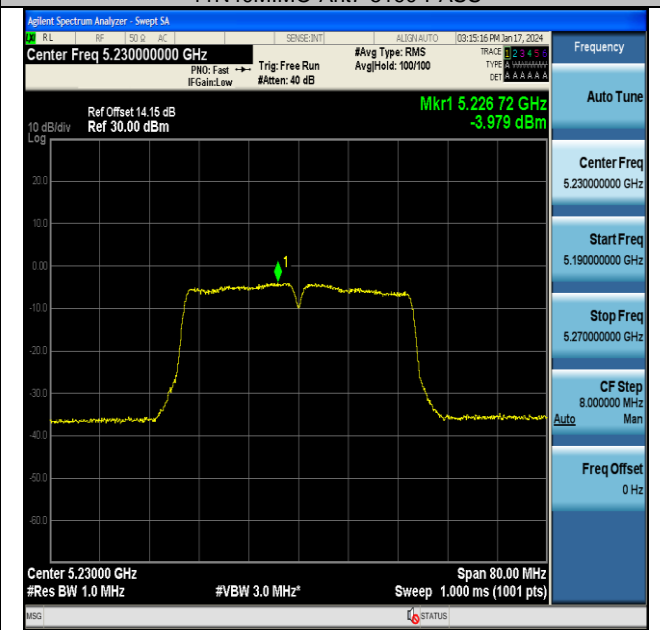 Agilent Spectrum Analyzer - Swept SA
RL RF 50 Ω AC SENSE:INT ALIGN AUTO 03:15:16 PM Jan 17, 2024
Center Freq 5.230000000 GHz
PNO: Fast
IFGain:Low
Trig: Free Run
#Atten: 40 dB
#Avg Type: RMS
Avg|Hold: 100/100
TRACE 1 2 3 4 5 6
TYPE A
DET A A A A A A
Ref Offset 14.15 dB
10 dB/div Ref 30.00 dBm
Log
Mkr1 5.226 72 GHz
-3.979 dBm
20.0
10.0
0.00
1
-10.0
-20.0
-30.0
-40.0
-50.0
-60.0
Center 5.23000 GHz Span 80.00 MHz
#Res BW 1.0 MHz #VBW 3.0 MHz* Sweep 1.000 ms (1001 pts)
MSG STATUS
Frequency
Auto Tune
Center Freq
5.230000000 GHz
Start Freq
5.190000000 GHz
Stop Freq
5.270000000 GHz
CF Step
8.000000 MHz
Auto Man
Freq Offset
0 Hz